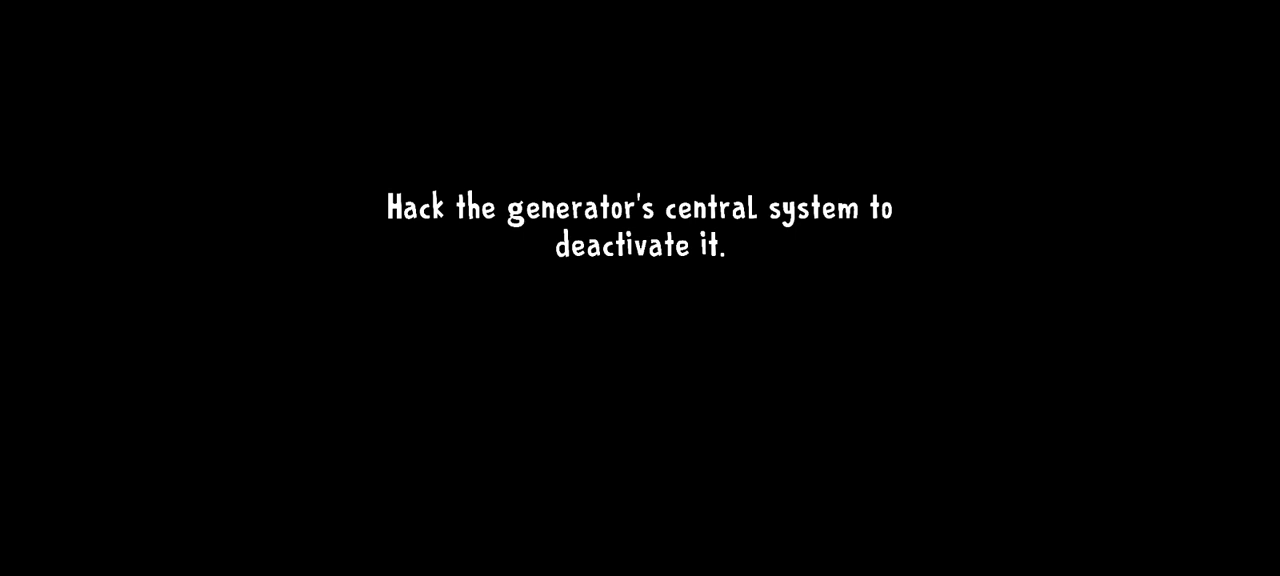 Hack the generator's central system to
deactivate it.